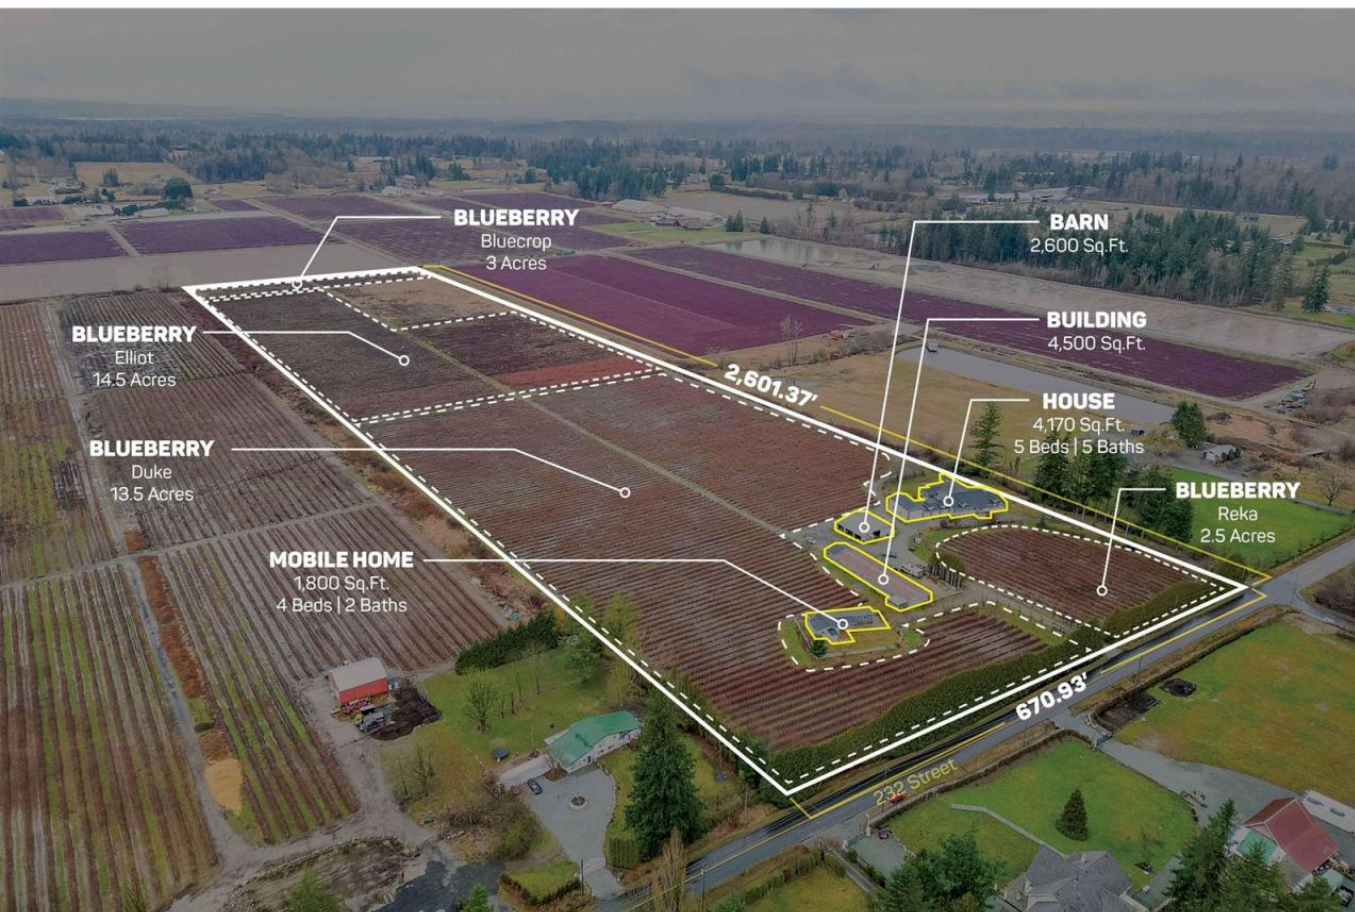 BLUEBERRY
Bluecrop
3 Acres
BARN
2,600 Sq.Ft.
BLUEBERRY
Elliot
14.5 Acres
BUILDING
4,500 Sq.Ft.
2,601.37'
HOUSE
4,170 Sq.Ft.
5 Beds | 5 Baths
BLUEBERRY
Duke
13.5 Acres
BLUEBERRY
Reka
2.5 Acres
MOBILE HOME
1,800 Sq.Ft.
4 Beds | 2 Baths
670.93'
232 Street